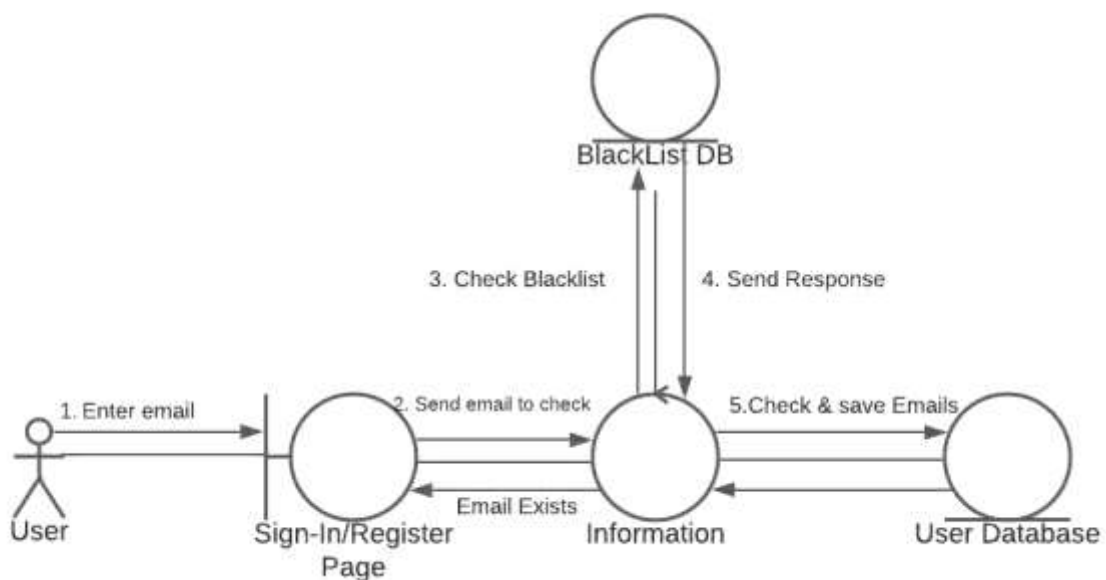 BlackList DB
3. Check Blacklist
4. Send Response
1. Enter email
2. Send email to check
5.Check & save Emails
Email Exists
User
Sign-In/Register
Page
Information
User Database